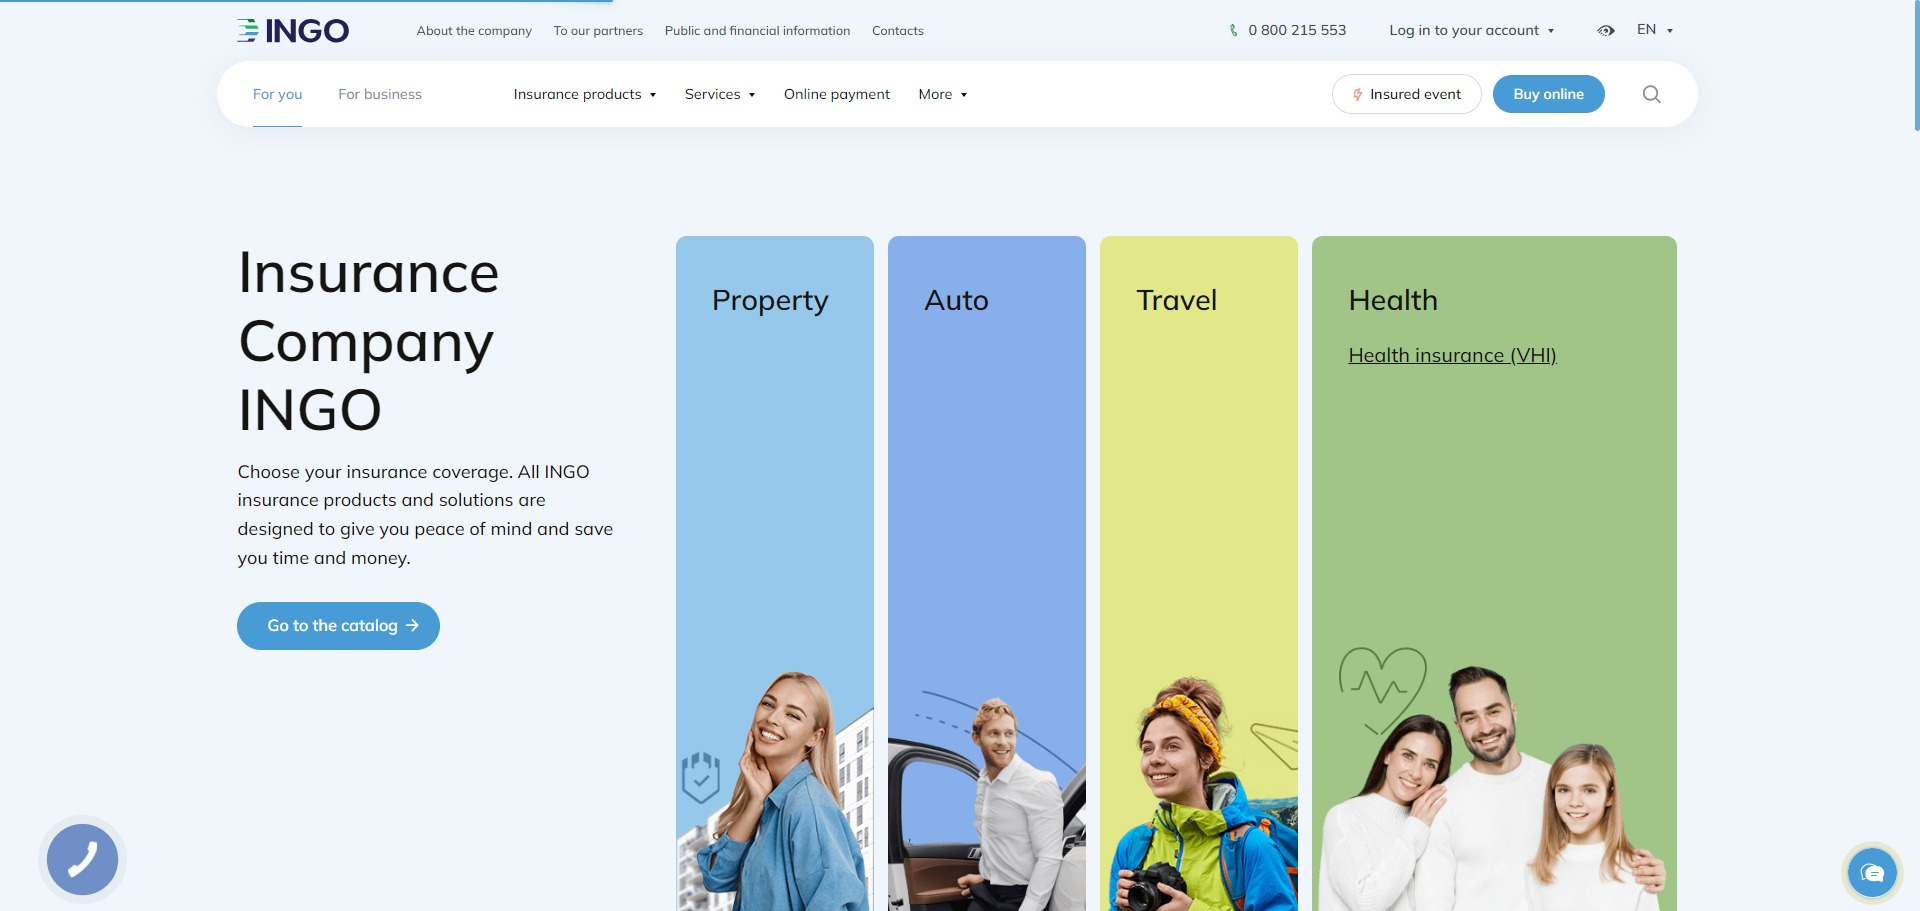 INGO
About the company
To our partners
Public and financial information
Contacts
0 800 215 553
Log in to your account
EN
For you
For business
Insurance products
Services
Online payment
More
Insured event
Buy online
Insurance
Company
INGO
Choose your insurance coverage. All INGO
insurance products and solutions are
designed to give you peace of mind and save
you time and money.
Go to the catalog
Property
Auto
Travel
Health
Health insurance (VHI)